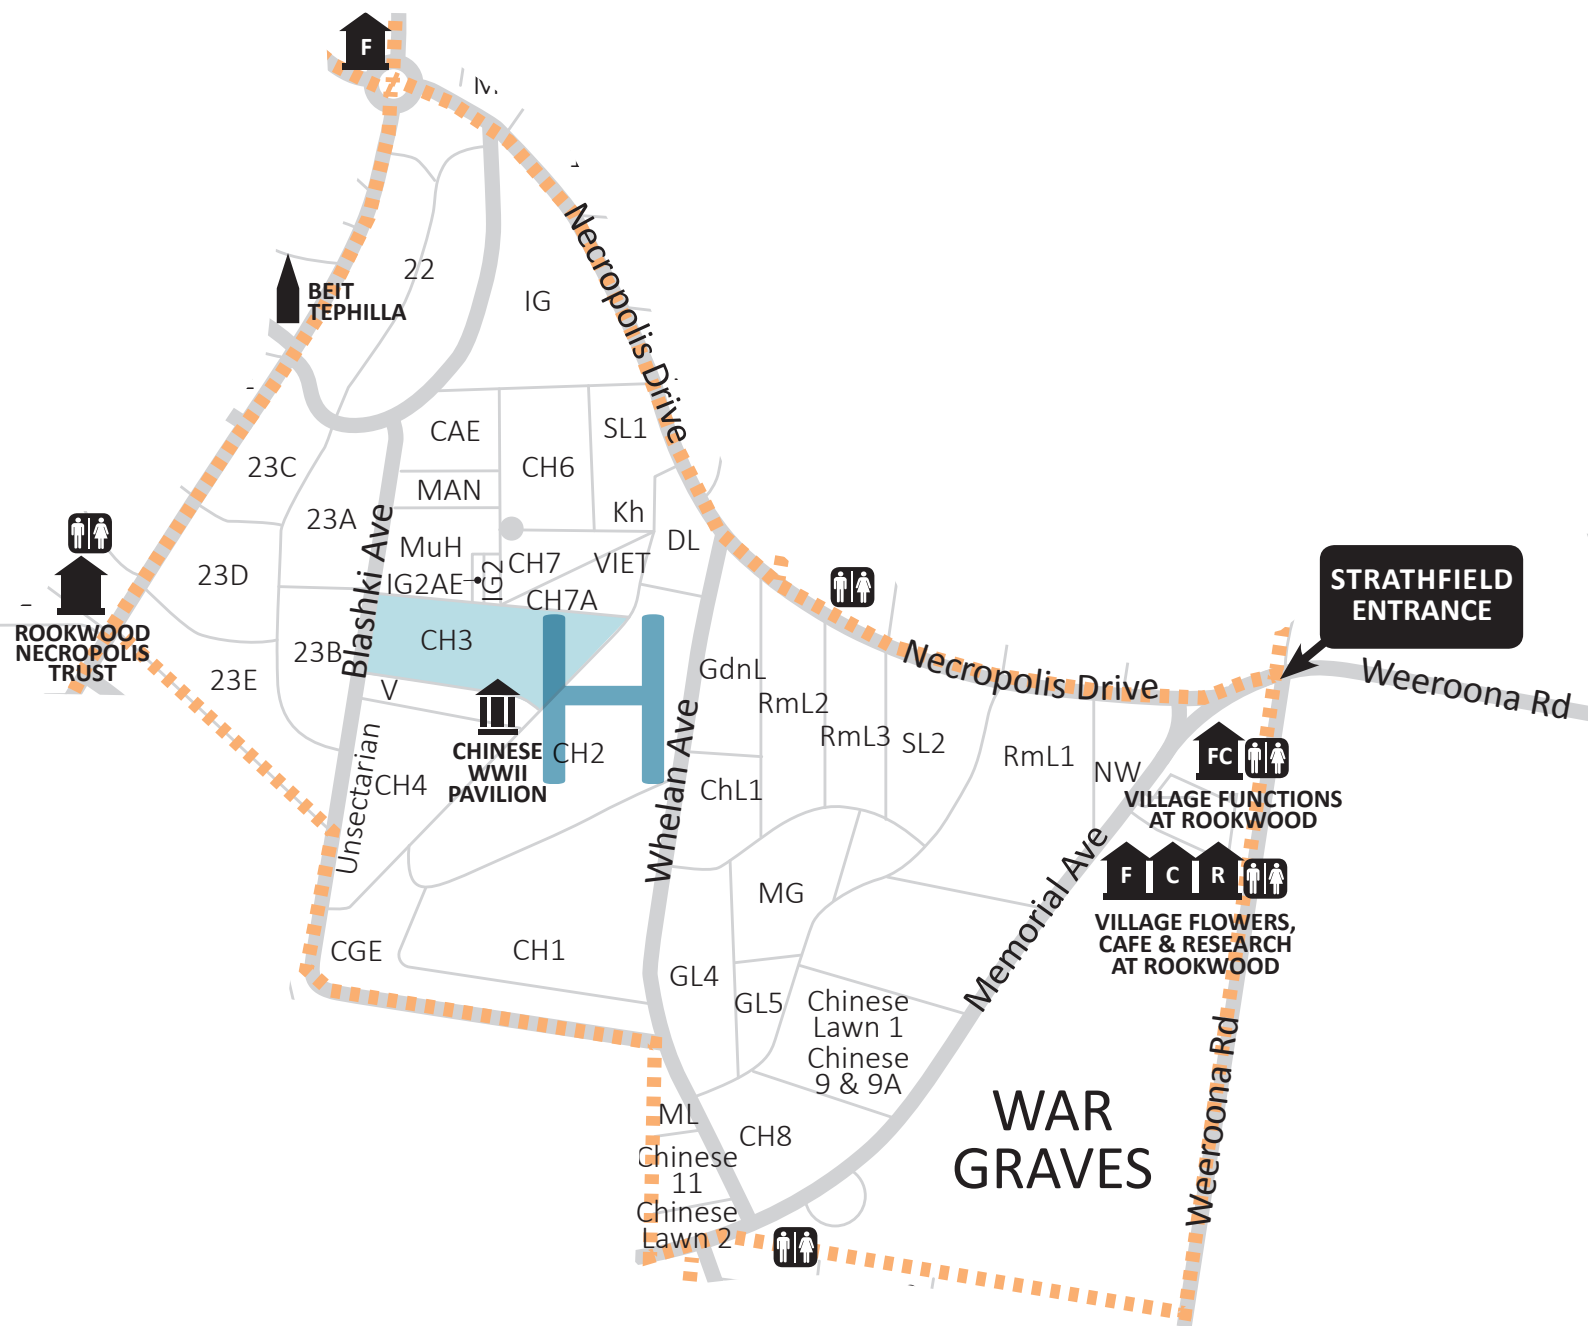 F
22
BEIT
TEPHILLA
IG
Necropolis Drive
CAE
SL1
23C
CH6
MAN
Kh
23A
DL
MuH
CH7
VIET
IG2AE
IG2
23D
CH7A
Blashki Ave
STRATHFIELD
ENTRANCE
ROOKWOOD
NECROPOLIS
TRUST
CH3
H
23B
23E
V
GdnL
Necropolis Drive
Weeroona Rd
RmL2
RmL3
SL2
RmL1
NW
FC
CHINESE
WWII
PAVILION
CH2
Unsectarian
CH4
ChL1
Whelan Ave
VILLAGE FUNCTIONS
AT ROOKWOOD
Memorial Ave
F C R
VILLAGE FLOWERS,
CAFE & RESEARCH
AT ROOKWOOD
MG
CGE
CH1
GL4
GL5
Chinese
Lawn 1
Chinese
9 & 9A
Weeroona Rd
WAR
GRAVES
ML
CH8
Chinese
11
Chinese
Lawn 2